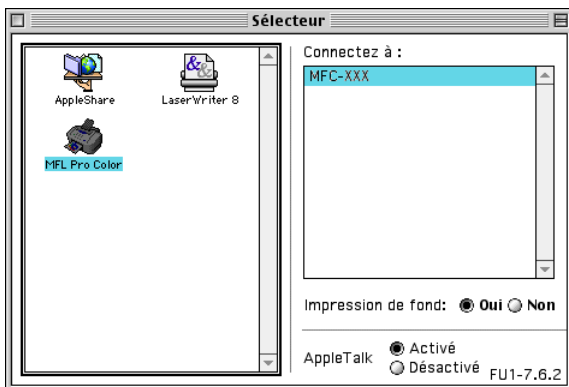 Sélecteur
AppleShare
LaserWriter 8
MFL Pro Color
Connectez à :
MFC-XXX
Impression de fond: Oui Non
AppleTalk
Activé
Désactivé
FU1-7.6.2